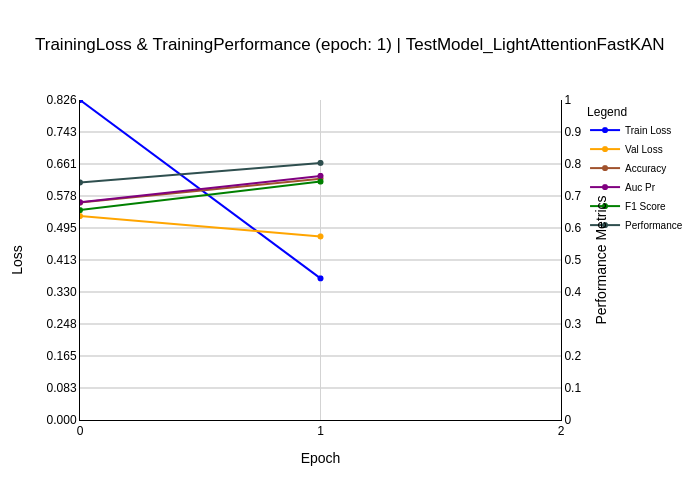 TrainingLoss & TrainingPerformance (epoch: 1) | TestModel_LightAttentionFastKAN
0.826
0.743
0.661
0.578
0.495
0.413
0.330
0.248
0.165
0.083
0.000
Loss
0
1
2
Epoch
1
0.9
0.8
0.7
0.6
0.5
0.4
0.3
0.2
0.1
0
Performance Metrics
Legend
Train Loss
Val Loss
Accuracy
Auc Pr
F1 Score
Performance